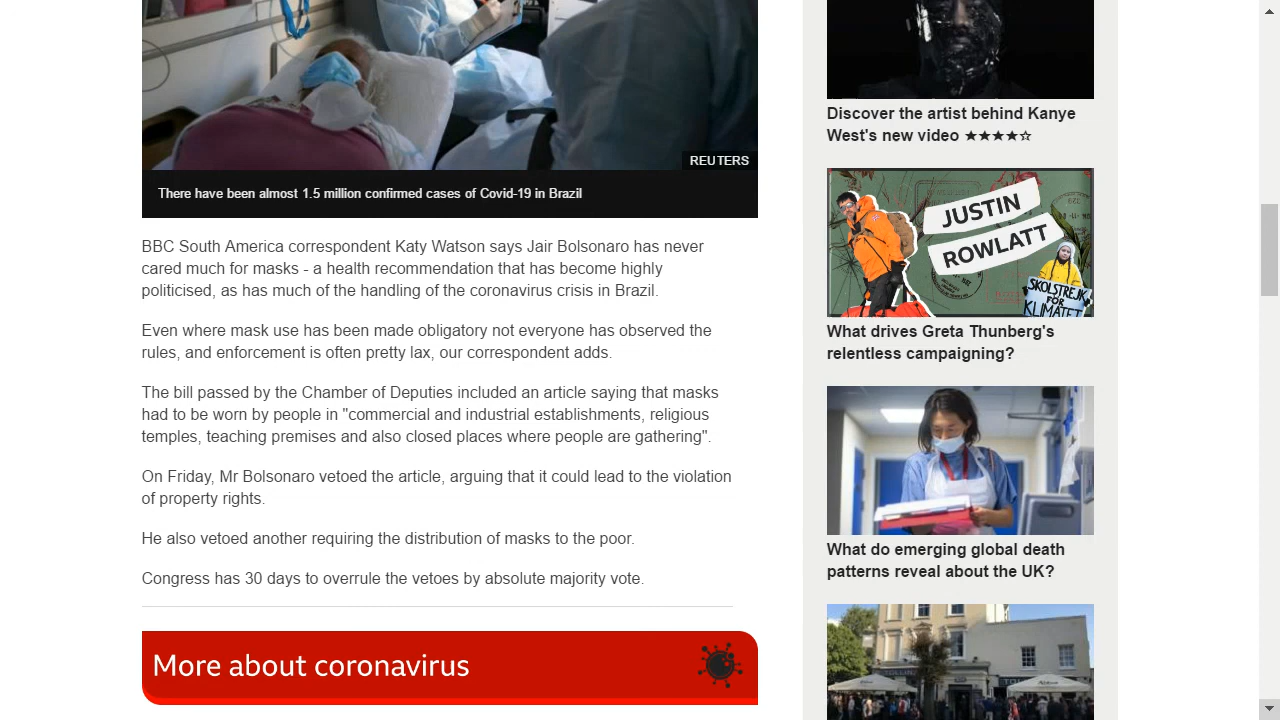 REUTERS
There have been almost 1.5 million confirmed cases of Covid-19 in Brazil
BBC South America correspondent Katy Watson says Jair Bolsonaro has never
cared much for masks - a health recommendation that has become highly
politicised, as has much of the handling of the coronavirus crisis in Brazil.
Even where mask use has been made obligatory not everyone has observed the
rules, and enforcement is often pretty lax, our correspondent adds.
The bill passed by the Chamber of Deputies included an article saying that masks
had to be worn by people in "commercial and industrial establishments, religious
temples, teaching premises and also closed places where people are gathering".
On Friday, Mr Bolsonaro vetoed the article, arguing that it could lead to the violation
of property rights.
He also vetoed another requiring the distribution of masks to the poor.
Congress has 30 days to overrule the vetoes by absolute majority vote.
More about coronavirus
Discover the artist behind Kanye
West's new video ★★★★☆
JUSTIN
ROWLATT
SKOLSTREJK
FÖR
KLIMATET
What drives Greta Thunberg's
relentless campaigning?
What do emerging global death
patterns reveal about the UK?